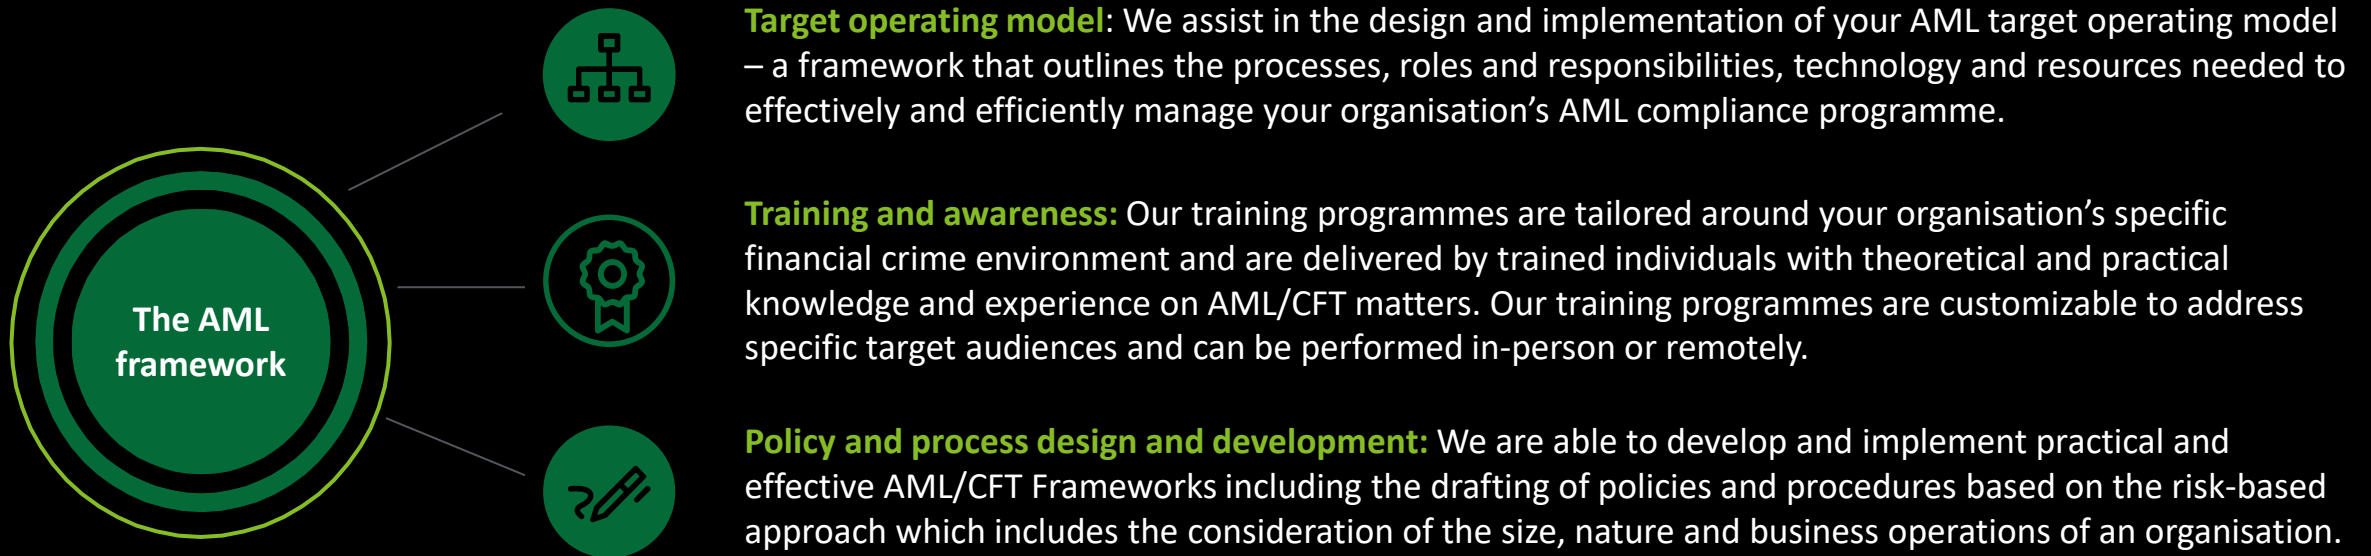 The AML
framework
Target operating model: We assist in the design and implementation of your AML target operating model
– a framework that outlines the processes, roles and responsibilities, technology and resources needed to
effectively and efficiently manage your organisation’s AML compliance programme.
Training and awareness: Our training programmes are tailored around your organisation’s specific
financial crime environment and are delivered by trained individuals with theoretical and practical
knowledge and experience on AML/CFT matters. Our training programmes are customizable to address
specific target audiences and can be performed in-person or remotely.
Policy and process design and development: We are able to develop and implement practical and
effective AML/CFT Frameworks including the drafting of policies and procedures based on the risk-based
approach which includes the consideration of the size, nature and business operations of an organisation.